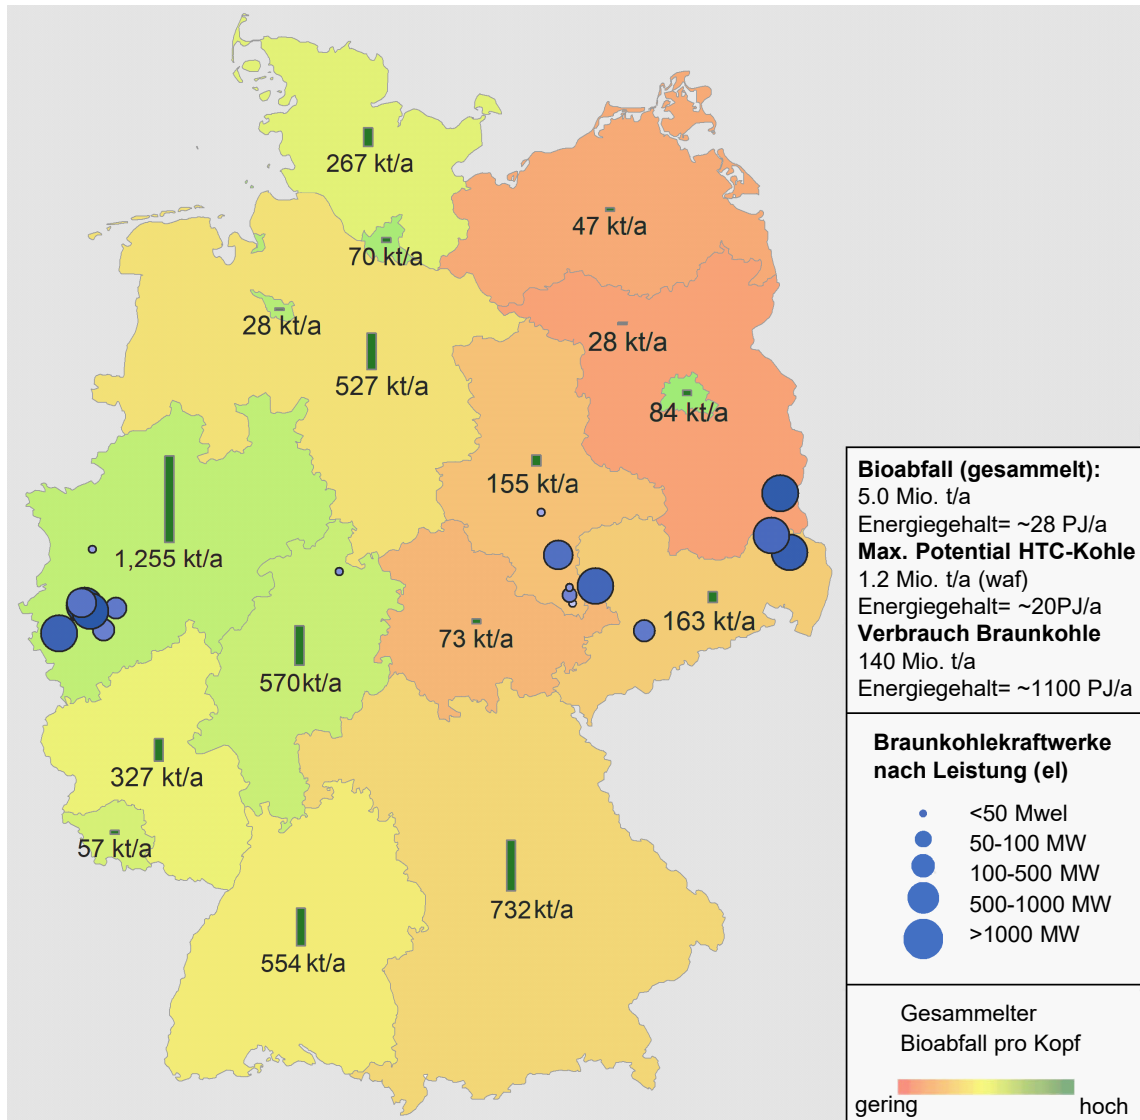 267 kt/a
47 kt/a
70 kt/a
28 kt/a
28 kt/a
527 kt/a
84 kt/a
155 kt/a
1,255 kt/a
163 kt/a
73 kt/a
570 kt/a
327 kt/a
57 kt/a
732 kt/a
554 kt/a
Bioabfall (gesammelt):
5.0 Mio. t/a
Energiegehalt= ~28 PJ/a
Max. Potential HTC-Kohle
1.2 Mio. t/a (waf)
Energiegehalt= ~20PJ/a
Verbrauch Braunkohle
140 Mio. t/a
Energiegehalt= ~1100 PJ/a
Braunkohlekraftwerke
nach Leistung (el)
<50 Mwel
50-100 MW
100-500 MW
500-1000 MW
>1000 MW
Gesammelter
Bioabfall pro Kopf
gering hoch